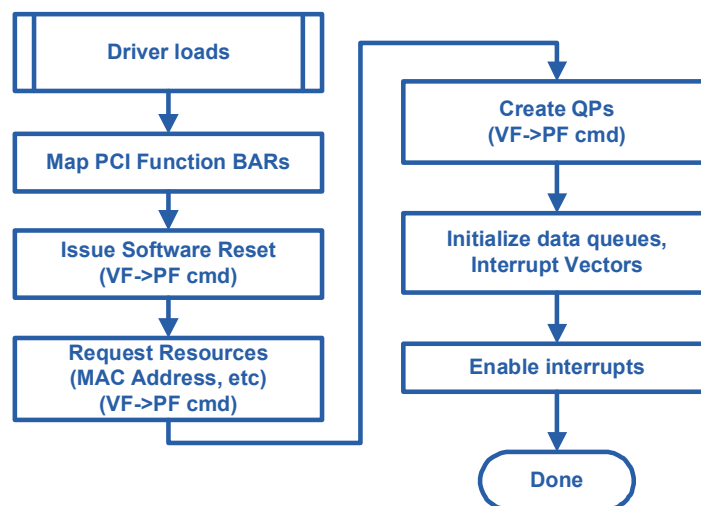 Driver loads
Map PCI Function BARs
Issue Software Reset
(VF->PF cmd)
Request Resources
(MAC Address, etc)
(VF->PF cmd)
Create QPs
(VF->PF cmd)
Initialize data queues,
Interrupt Vectors
Enable interrupts
Done